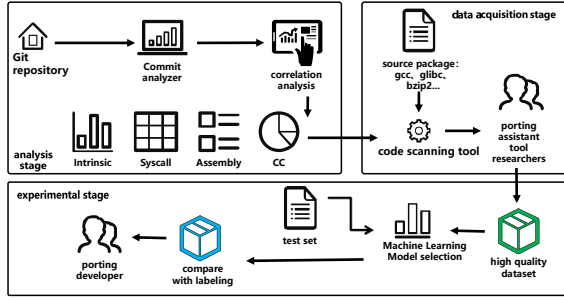 Git
repository
Commit
analyzer
correlation
analysis
analysis
stage
Intrinsic
Syscall
Assembly
CC
data acquisition stage
source package：
gcc、glibc、
bzip2...
code scanning tool
porting
assistant
tool
researchers
experimental stage
porting
developer
compare
with labeling
test set
Machine Learning
Model selection
high quality
dataset